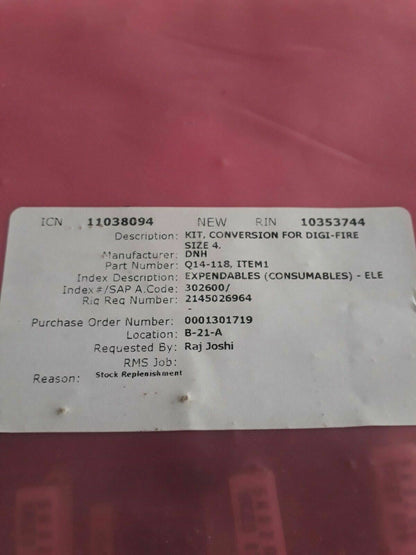 ICN 11038094 NEW RIN 10353744
Description: KIT, CONVERSION FOR DIGI-FIRE
SIZE 4,
Manufacturer: DNH
Part Number: Q14-118, ITEM1
Index Description: EXPENDABLES (CONSUMABLES) - ELE
Index#/SAP A.Code: 302600/
Rig Req Number: 2145026964
-
Purchase Order Number: 0001301719
Location: B-21-A
Requested By: Raj Joshi
RMS Job:
Reason: Stock Replenishment